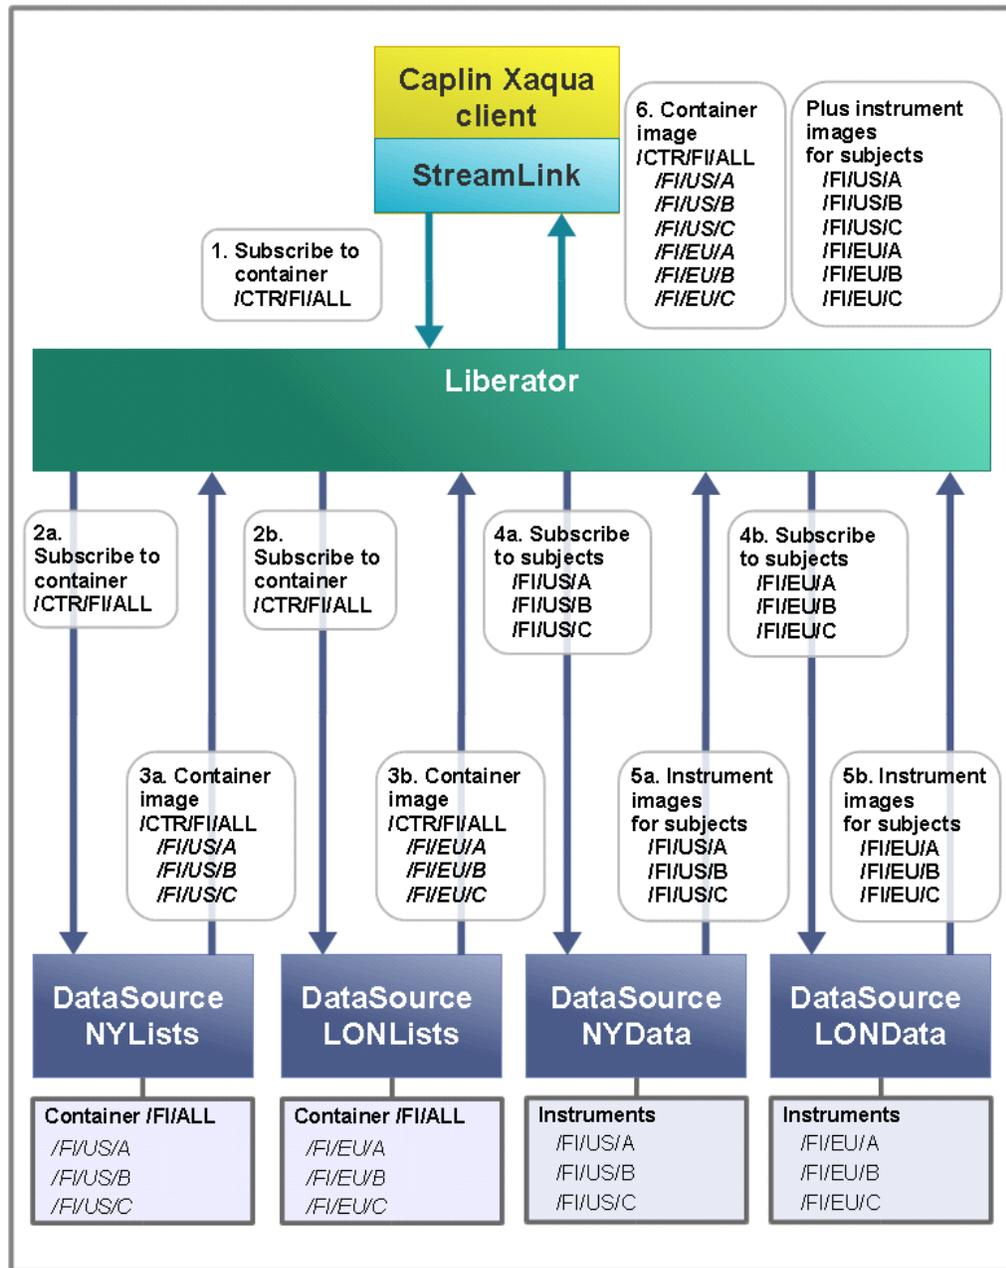 Caplin Xaqua
client
StreamLink
1. Subscribe to
container
/CTR/FI/ALL
6. Container
image
/CTR/FI/ALL
/FI/US/A
/FI/US/B
/FI/US/C
/FI/EU/A
/FI/EU/B
/FI/EU/C
Plus instrument
images
for subjects
/FI/US/A
/FI/US/B
/FI/US/C
/FI/EU/A
/FI/EU/B
/FI/EU/C
Liberator
2a.
Subscribe to
container
/CTR/FI/ALL
2b.
Subscribe to
container
/CTR/FI/ALL
4a. Subscribe
to subjects
/FI/US/A
/FI/US/B
/FI/US/C
4b. Subscribe
to subjects
/FI/EU/A
/FI/EU/B
/FI/EU/C
3a. Container
image
/CTR/FI/ALL
/FI/US/A
/FI/US/B
/FI/US/C
3b. Container
image
/CTR/FI/ALL
/FI/EU/A
/FI/EU/B
/FI/EU/C
5a. Instrument
images
for subjects
/FI/US/A
/FI/US/B
/FI/US/C
5b. Instrument
images
for subjects
/FI/EU/A
/FI/EU/B
/FI/EU/C
DataSource
NYLists
DataSource
LONLists
DataSource
NYData
DataSource
LONData
Container /FI/ALL
/FI/US/A
/FI/US/B
/FI/US/C
Container /FI/ALL
/FI/EU/A
/FI/EU/B
/FI/EU/C
Instruments
/FI/US/A
/FI/US/B
/FI/US/C
Instruments
/FI/EU/A
/FI/EU/B
/FI/EU/C